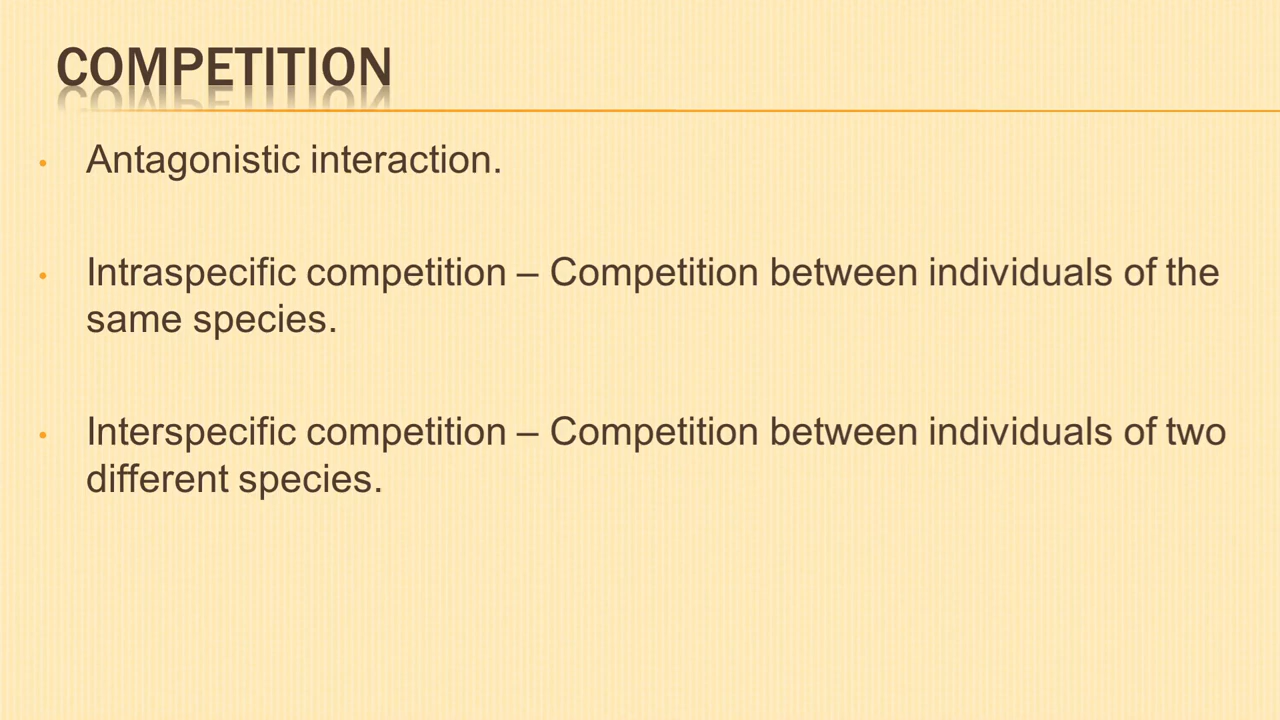 COMPETITION
• Antagonistic interaction.
• Intraspecific competition – Competition between individuals of the
same species.
• Interspecific competition – Competition between individuals of two
different species.